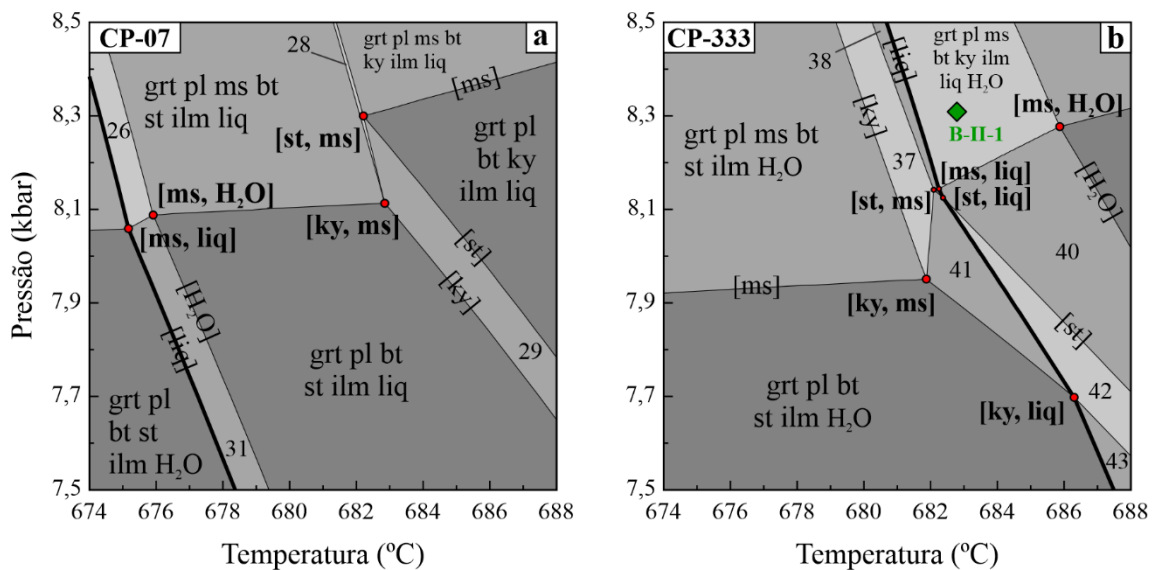 CP-07
a
28
grt pl ms bt
ky ilm liq
grt pl ms bt
st ilm liq
26
[ms]
[st, ms]
grt pl
bt ky
ilm liq
[ms, H₂O]
[ms, liq]
[ky, ms]
[st]
[ky]
[H₂O]
[liq]
29
grt pl bt
st ilm liq
grt pl
bt st
ilm H₂O
31
8,5
8,3
8,1
7,9
7,7
7,5
Pressão (kbar)
674 676 678 680 682 684 686 688
Temperatura (ºC)
CP-333
b
38
[liq]
grt pl ms
bt ky ilm
liq H₂O
B-II-1
[ky]
[ms, H₂O]
grt pl ms bt
st ilm H₂O
37
[ms, liq]
[st, ms]
[st, liq]
[H₂O]
40
41
[ms]
[ky, ms]
[st]
grt pl bt
st ilm H₂O
42
[ky, liq]
43
8,5
8,3
8,1
7,9
7,7
7,5
674 676 678 680 682 684 686 688
Temperatura (ºC)